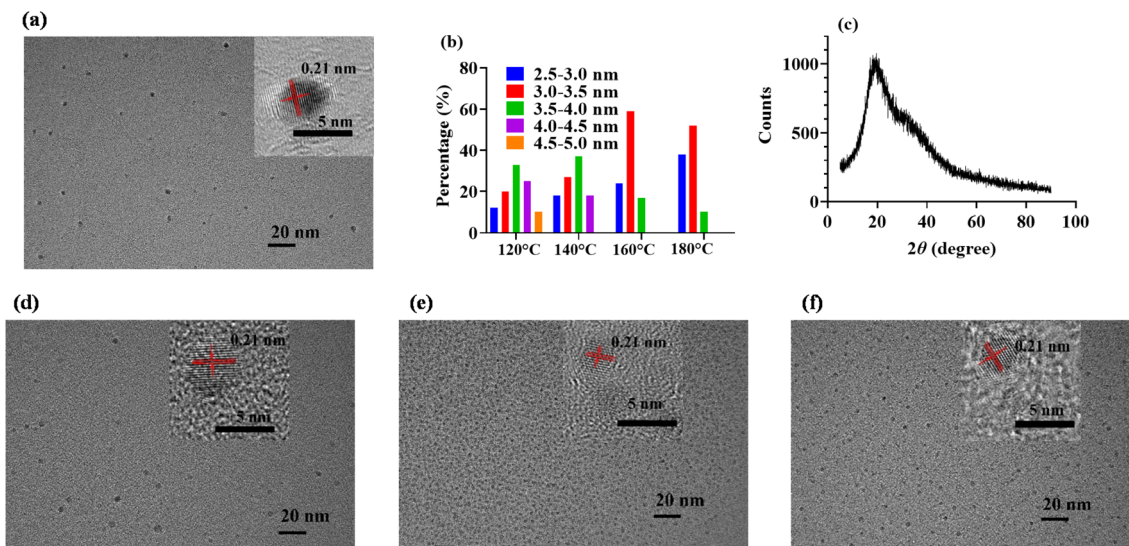 (a)
0.21 nm
5 nm
20 nm
(b)
Percentage (%)
80
60
40
20
0
2.5-3.0 nm
3.0-3.5 nm
3.5-4.0 nm
4.0-4.5 nm
4.5-5.0 nm
120°C
140°C
160°C
180°C
(c)
Counts
1000
500
0
0
20
40
60
80
100
2θ (degree)
(d)
0.21 nm
5 nm
20 nm
(e)
0.21 nm
5 nm
20 nm
(f)
0.21 nm
5 nm
20 nm